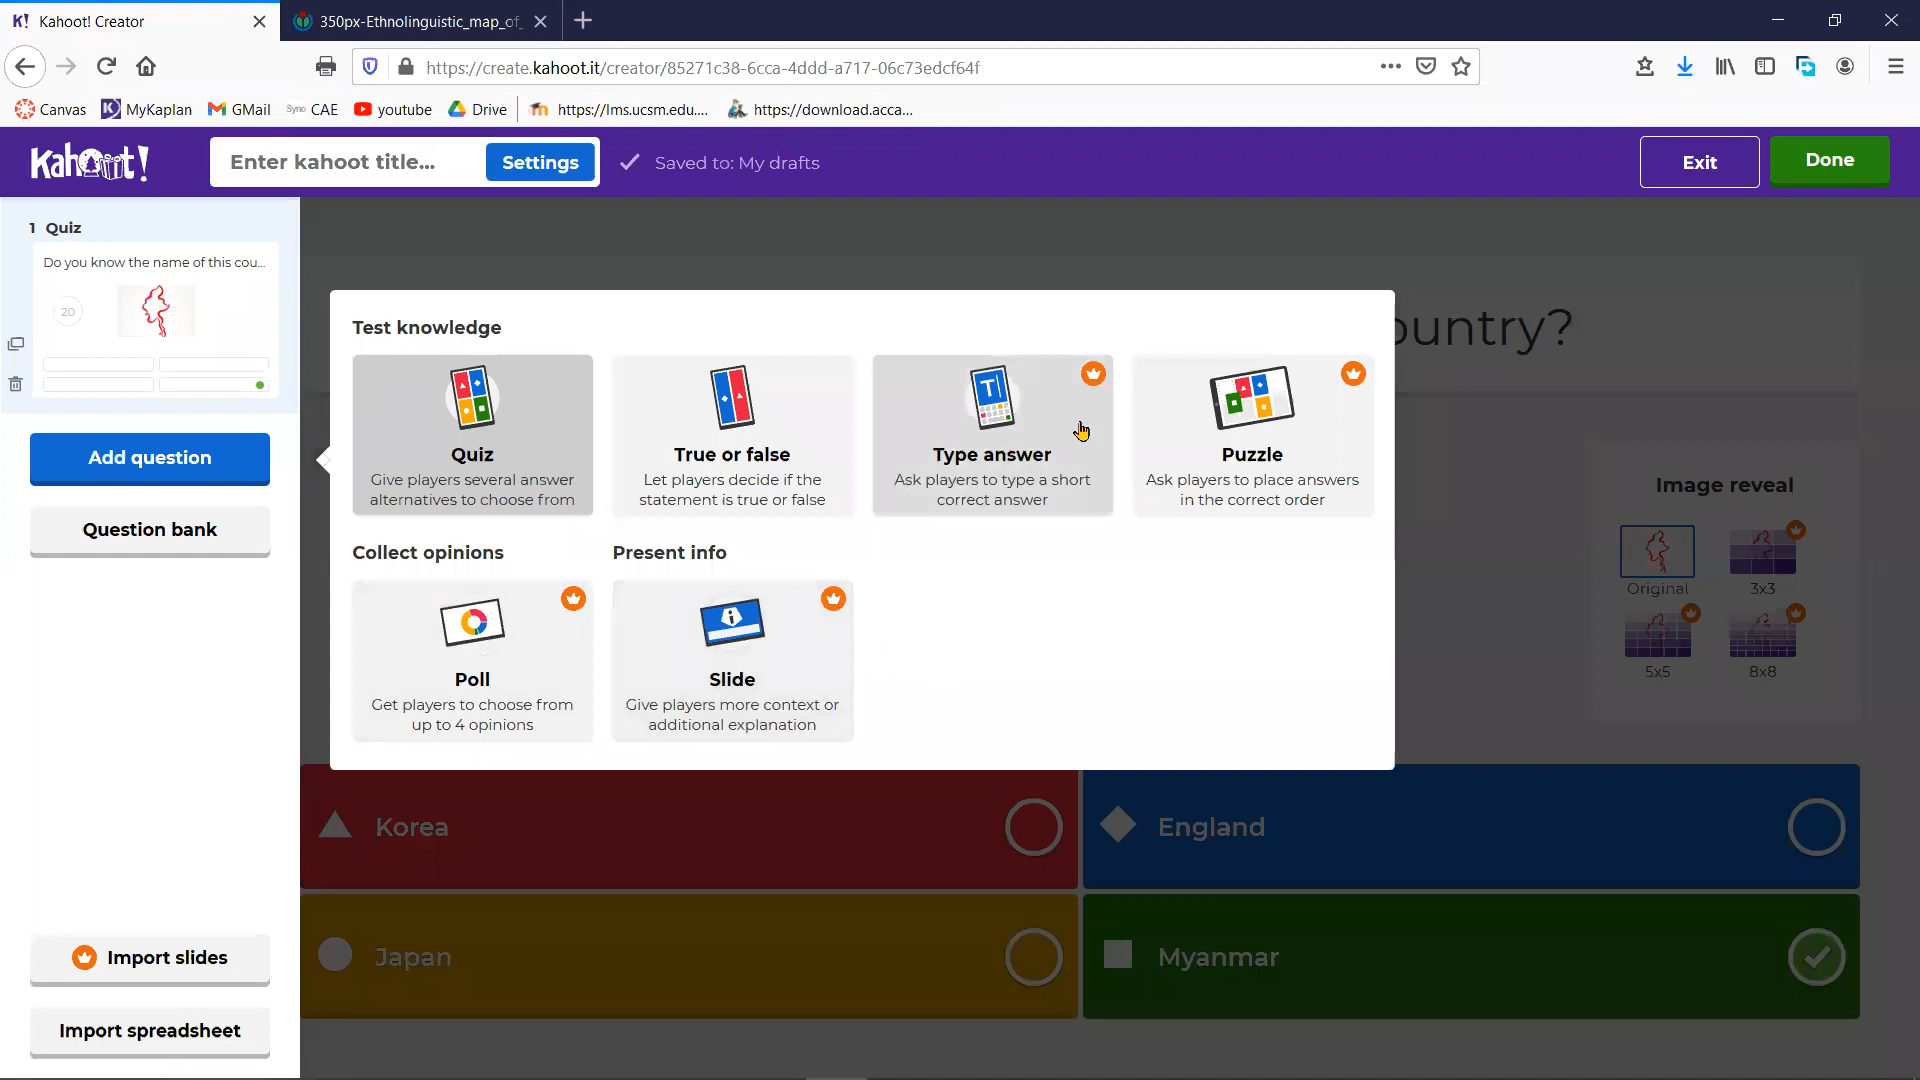 K! Kahoot! Creator
350px-Ethnolinguistic_map_of_
https://create.kahoot.it/creator/85271c38-6cca-4ddd-a717-06c73edcf64f
Canvas
MyKaplan
GMail
Sync CAE
youtube
Drive
https://lms.ucsm.edu....
https://download.acca...
Kahoot!
Enter kahoot title...
Settings
Saved to: My drafts
Exit
Done
1 Quiz
Do you know the name of this cou...
20
Add question
Question bank
Import slides
Import spreadsheet
Test knowledge
Quiz
Give players several answer
alternatives to choose from
True or false
Let players decide if the
statement is true or false
Type answer
Ask players to type a short
correct answer
Puzzle
Ask players to place answers
in the correct order
Collect opinions
Poll
Get players to choose from
up to 4 opinions
Present info
Slide
Give players more context or
additional explanation
ountry?
Image reveal
Original
3x3
5x5
8x8
Korea
England
Japan
Myanmar